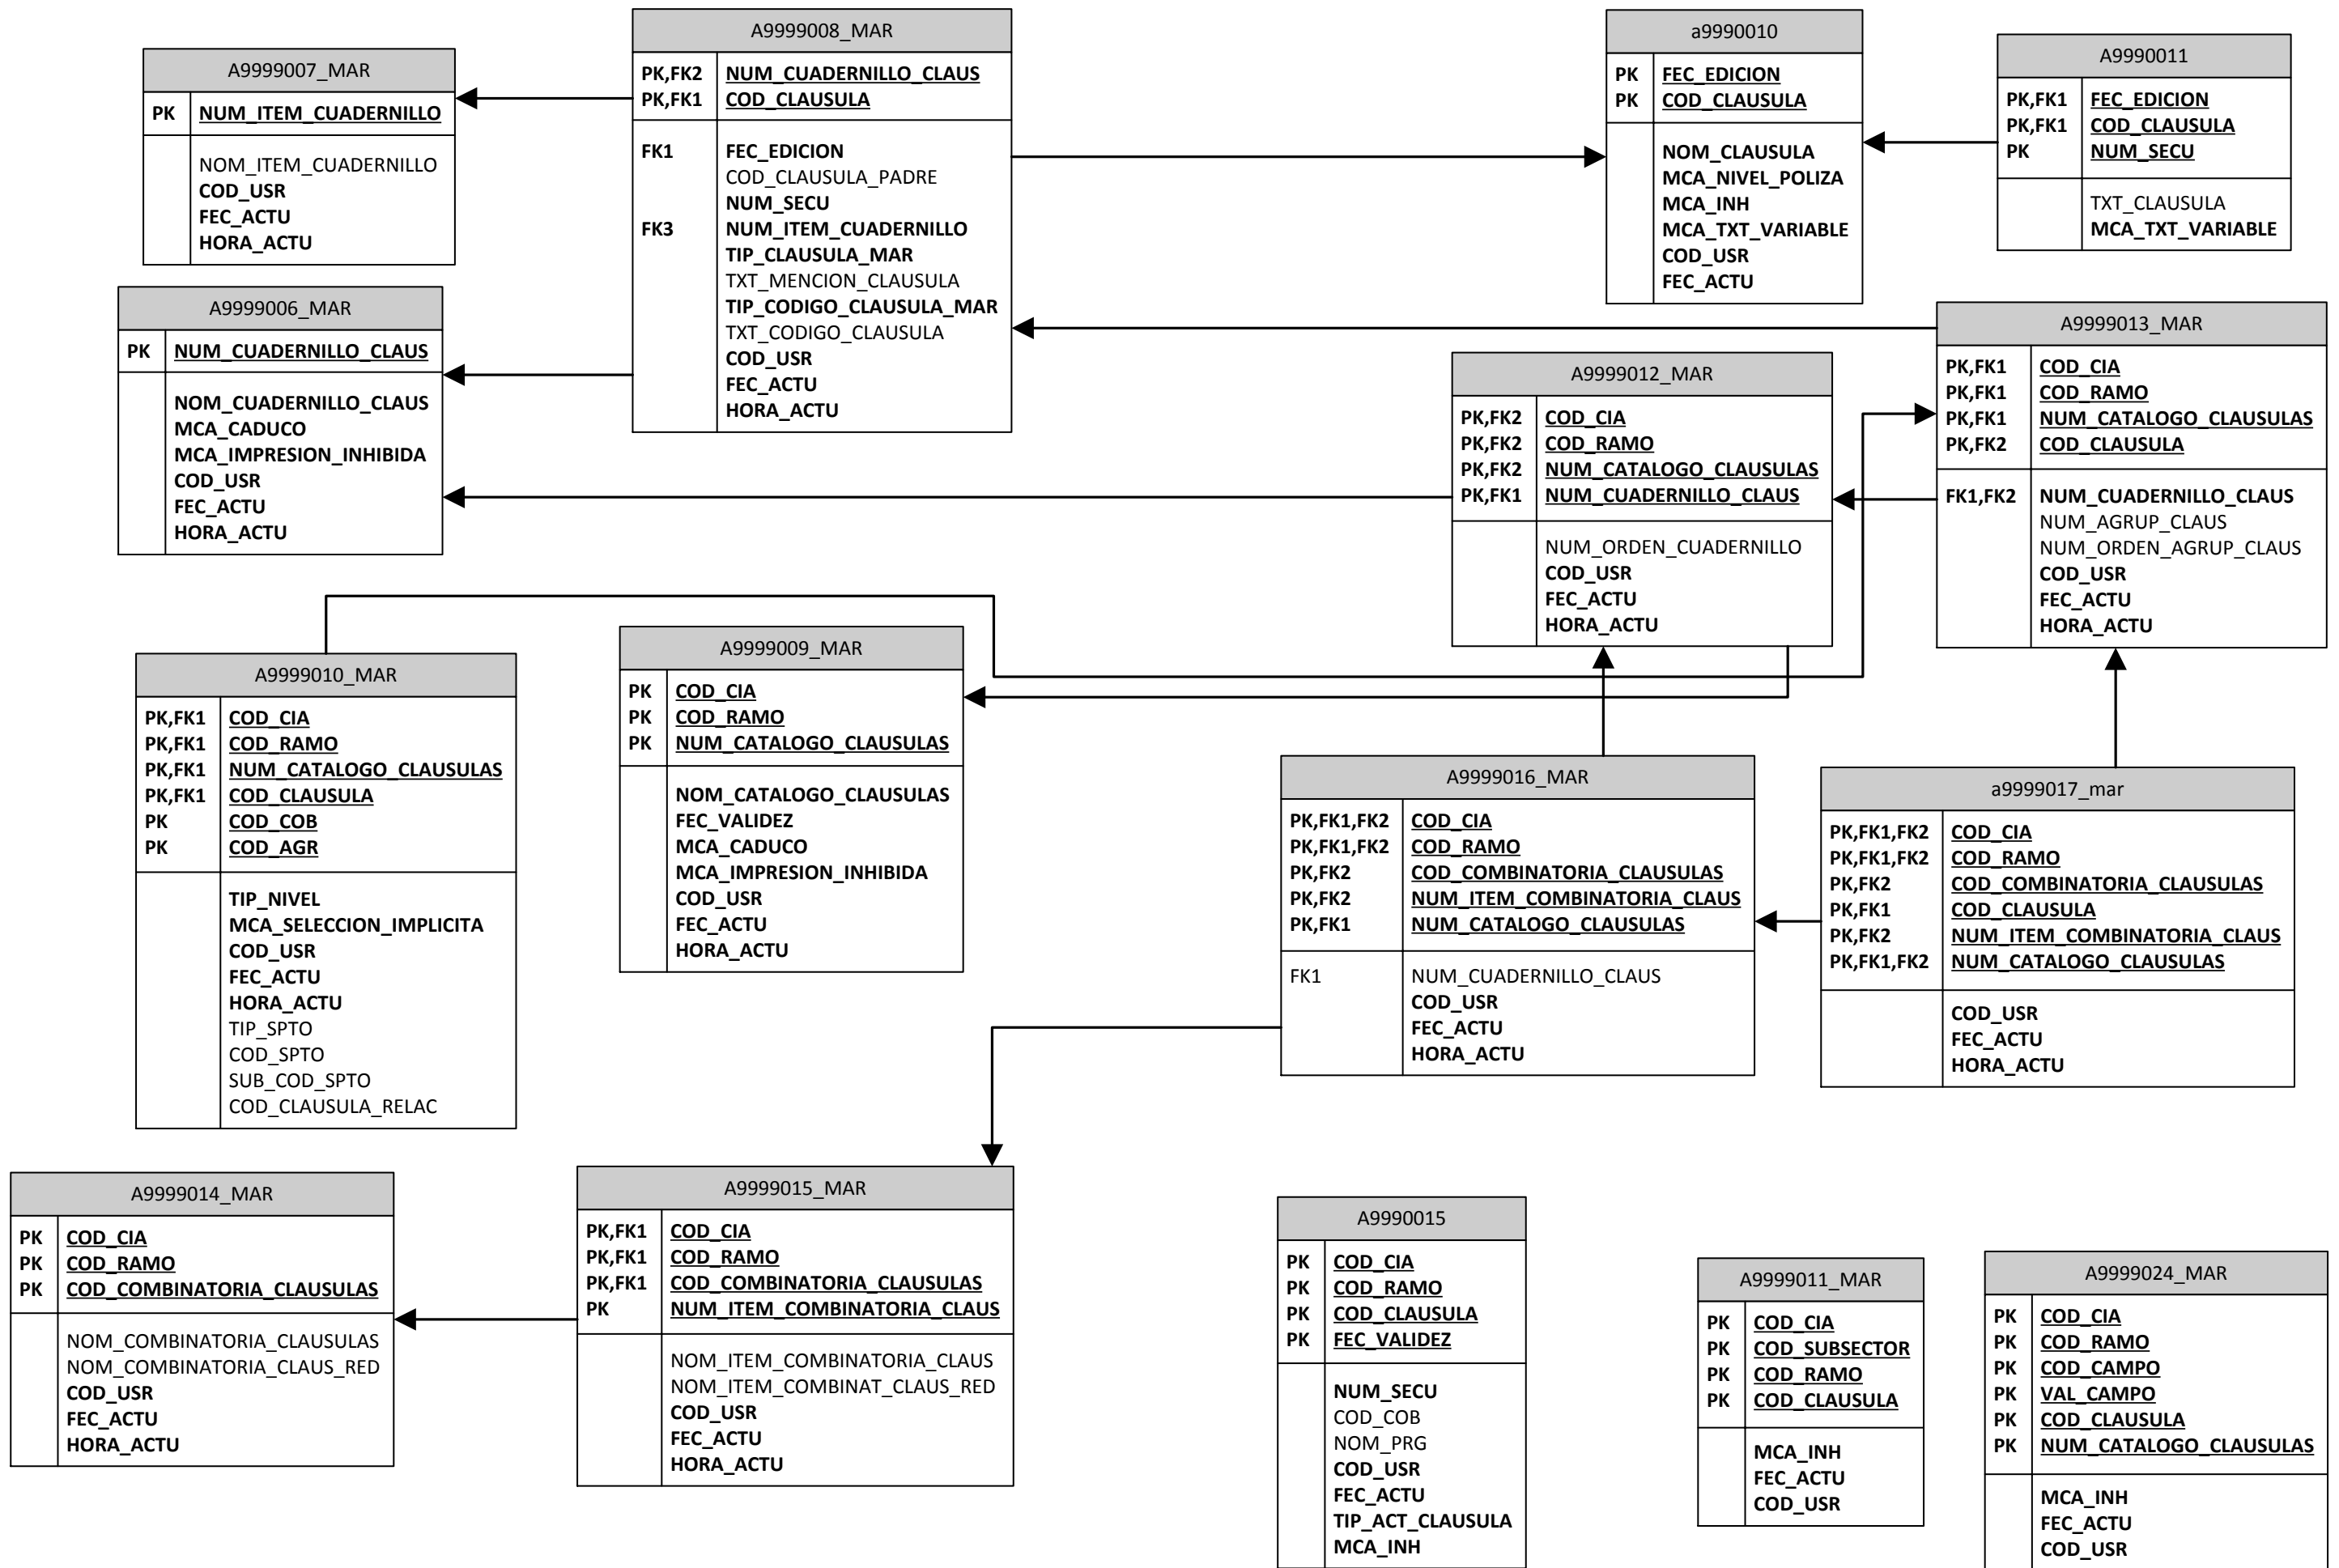 A9999007_MAR
PK NUM_ITEM_CUADERNILLO
NOM_ITEM_CUADERNILLO
COD_USR
FEC_ACTU
HORA_ACTU
A9999008_MAR
PK,FK2 NUM_CUADERNILLO_CLAUS
PK,FK1 COD_CLAUSULA
FK1 FEC_EDICION
COD_CLAUSULA_PADRE
NUM_SECU
FK3 NUM_ITEM_CUADERNILLO
TIP_CLAUSULA_MAR
TXT_MENCION_CLAUSULA
TIP_CODIGO_CLAUSULA_MAR
TXT_CODIGO_CLAUSULA
COD_USR
FEC_ACTU
HORA_ACTU
a9990010
PK FEC_EDICION
PK COD_CLAUSULA
NOM_CLAUSULA
MCA_NIVEL_POLIZA
MCA_INH
MCA_TXT_VARIABLE
COD_USR
FEC_ACTU
A9990011
PK,FK1 FEC_EDICION
PK,FK1 COD_CLAUSULA
PK NUM_SECU
TXT_CLAUSULA
MCA_TXT_VARIABLE
A9999006_MAR
PK NUM_CUADERNILLO_CLAUS
NOM_CUADERNILLO_CLAUS
MCA_CADUCO
MCA_IMPRESION_INHIBIDA
COD_USR
FEC_ACTU
HORA_ACTU
A9999012_MAR
PK,FK2 COD_CIA
PK,FK2 COD_RAMO
PK,FK2 NUM_CATALOGO_CLAUSULAS
PK,FK1 NUM_CUADERNILLO_CLAUS
NUM_ORDEN_CUADERNILLO
COD_USR
FEC_ACTU
HORA_ACTU
A9999013_MAR
PK,FK1 COD_CIA
PK,FK1 COD_RAMO
PK,FK1 NUM_CATALOGO_CLAUSULAS
PK,FK2 COD_CLAUSULA
FK1,FK2 NUM_CUADERNILLO_CLAUS
NUM_AGRUP_CLAUS
NUM_ORDEN_AGRUP_CLAUS
COD_USR
FEC_ACTU
HORA_ACTU
A9999010_MAR
PK,FK1 COD_CIA
PK,FK1 COD_RAMO
PK,FK1 NUM_CATALOGO_CLAUSULAS
PK,FK1 COD_CLAUSULA
PK COD_COB
PK COD_AGR
TIP_NIVEL
MCA_SELECCION_IMPLICITA
COD_USR
FEC_ACTU
HORA_ACTU
TIP_SPTO
COD_SPTO
SUB_COD_SPTO
COD_CLAUSULA_RELAC
A9999009_MAR
PK COD_CIA
PK COD_RAMO
PK NUM_CATALOGO_CLAUSULAS
NOM_CATALOGO_CLAUSULAS
FEC_VALIDEZ
MCA_CADUCO
MCA_IMPRESION_INHIBIDA
COD_USR
FEC_ACTU
HORA_ACTU
A9999016_MAR
PK,FK1,FK2 COD_CIA
PK,FK1,FK2 COD_RAMO
PK,FK2 COD_COMBINATORIA_CLAUSULAS
PK,FK2 NUM_ITEM_COMBINATORIA_CLAUS
PK,FK1 NUM_CATALOGO_CLAUSULAS
FK1 NUM_CUADERNILLO_CLAUS
COD_USR
FEC_ACTU
HORA_ACTU
a9999017_mar
PK,FK1,FK2 COD_CIA
PK,FK1,FK2 COD_RAMO
PK,FK2 COD_COMBINATORIA_CLAUSULAS
PK,FK1 COD_CLAUSULA
PK,FK2 NUM_ITEM_COMBINATORIA_CLAUS
PK,FK1,FK2 NUM_CATALOGO_CLAUSULAS
COD_USR
FEC_ACTU
HORA_ACTU
A9999014_MAR
PK COD_CIA
PK COD_RAMO
PK COD_COMBINATORIA_CLAUSULAS
NOM_COMBINATORIA_CLAUSULAS
NOM_COMBINATORIA_CLAUS_RED
COD_USR
FEC_ACTU
HORA_ACTU
A9999015_MAR
PK,FK1 COD_CIA
PK,FK1 COD_RAMO
PK,FK1 COD_COMBINATORIA_CLAUSULAS
PK NUM_ITEM_COMBINATORIA_CLAUS
NOM_ITEM_COMBINATORIA_CLAUS
NOM_ITEM_COMBINAT_CLAUS_RED
COD_USR
FEC_ACTU
HORA_ACTU
A9990015
PK COD_CIA
PK COD_RAMO
PK COD_CLAUSULA
PK FEC_VALIDEZ
NUM_SECU
COD_COB
NOM_PRG
COD_USR
FEC_ACTU
TIP_ACT_CLAUSULA
MCA_INH
A9999011_MAR
PK COD_CIA
PK COD_SUBSECTOR
PK COD_RAMO
PK COD_CLAUSULA
MCA_INH
FEC_ACTU
COD_USR
A9999024_MAR
PK COD_CIA
PK COD_RAMO
PK COD_CAMPO
PK VAL_CAMPO
PK COD_CLAUSULA
PK NUM_CATALOGO_CLAUSULAS
MCA_INH
FEC_ACTU
COD_USR